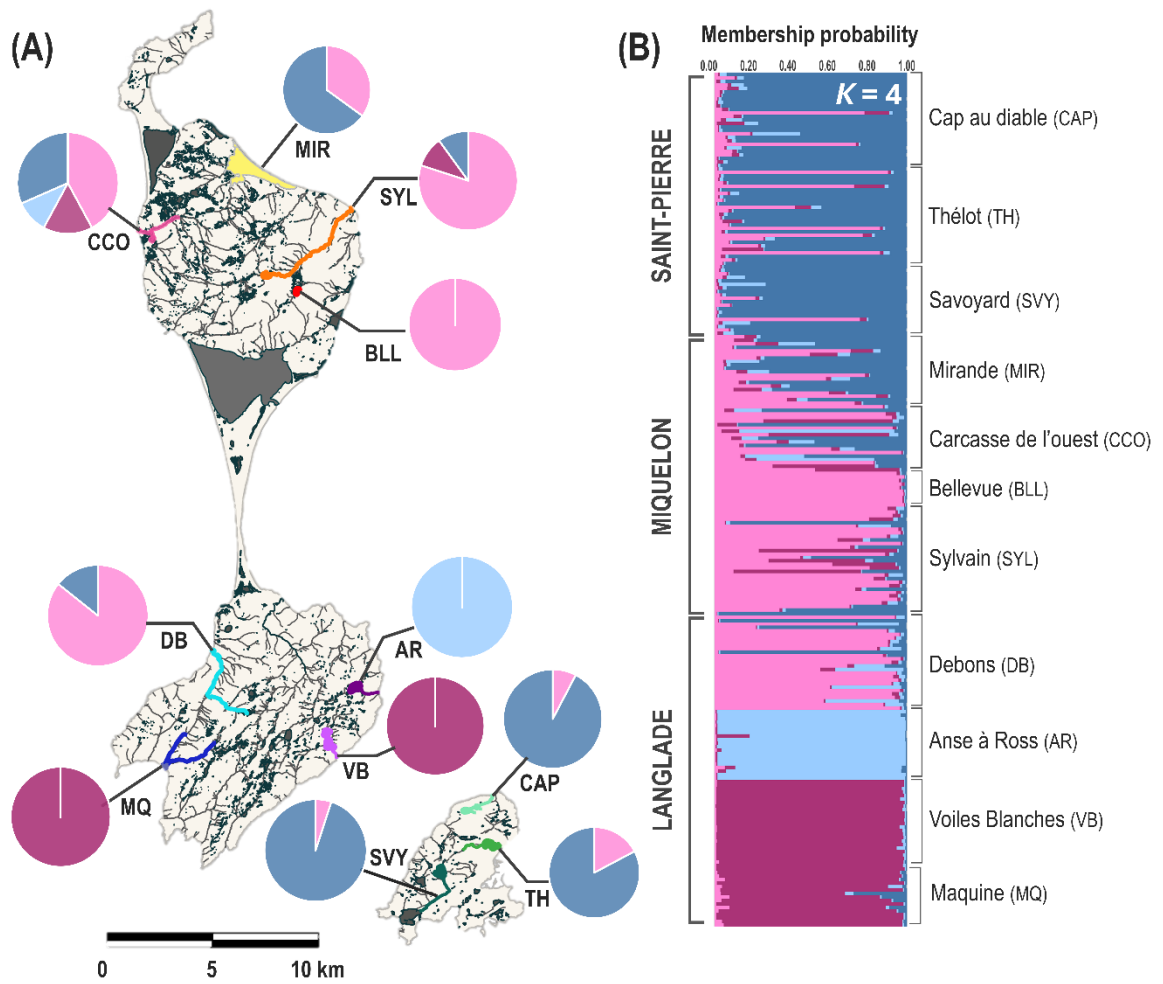 (A)
MIR
SYL
CCO
BLL
DB
AR
VB
MQ
CAP
SVY
TH
0 5 10 km
(B)
Membership probability
0.00 0.20 0.40 0.60 0.80 1.00
K = 4
SAINT-PIERRE
MIQUELON
LANGLADE
Cap au diable (CAP)
Thélot (TH)
Savoyard (SVY)
Mirande (MIR)
Carcasse de l'ouest (CCO)
Bellevue (BLL)
Sylvain (SYL)
Debons (DB)
Anse à Ross (AR)
Voiles Blanches (VB)
Maquine (MQ)